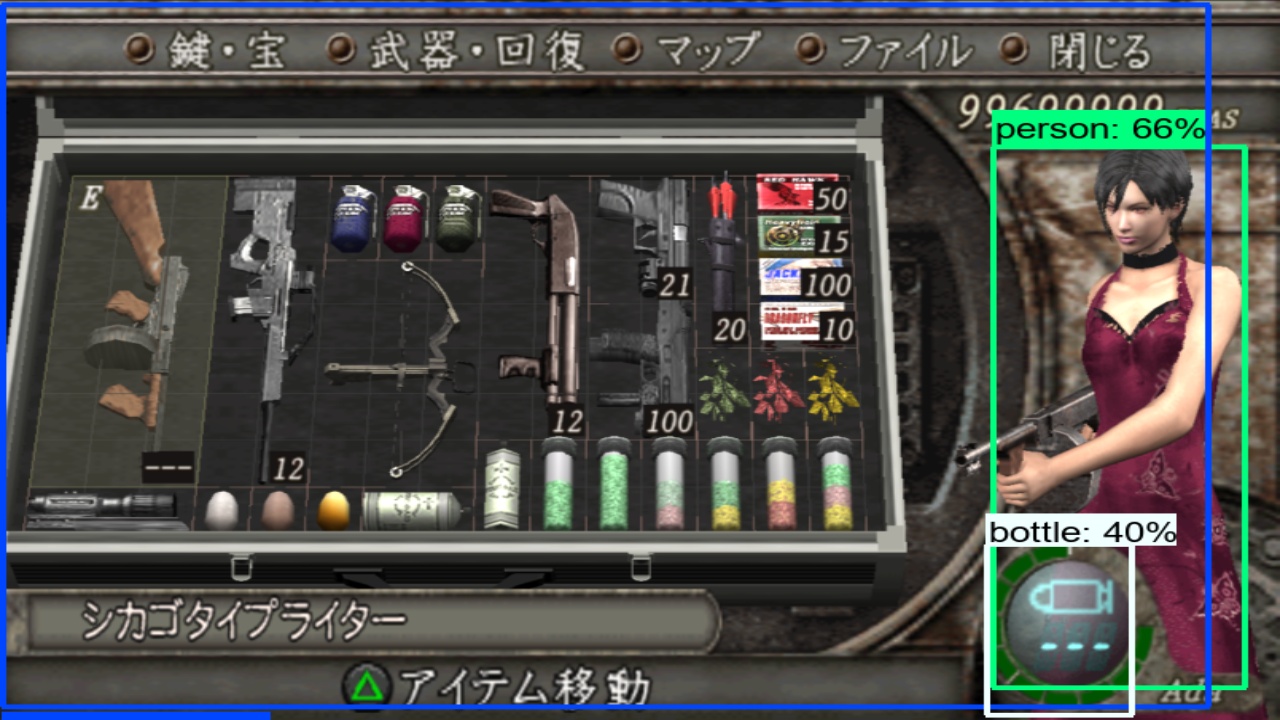 鍵・宝 武器・回復 マップ ファイル 閉じる
person: 66%
E
50
15
21
100
20
10
12
100
---
12
bottle: 40%
シカゴタイプライター
---
アイテム移動
Ada